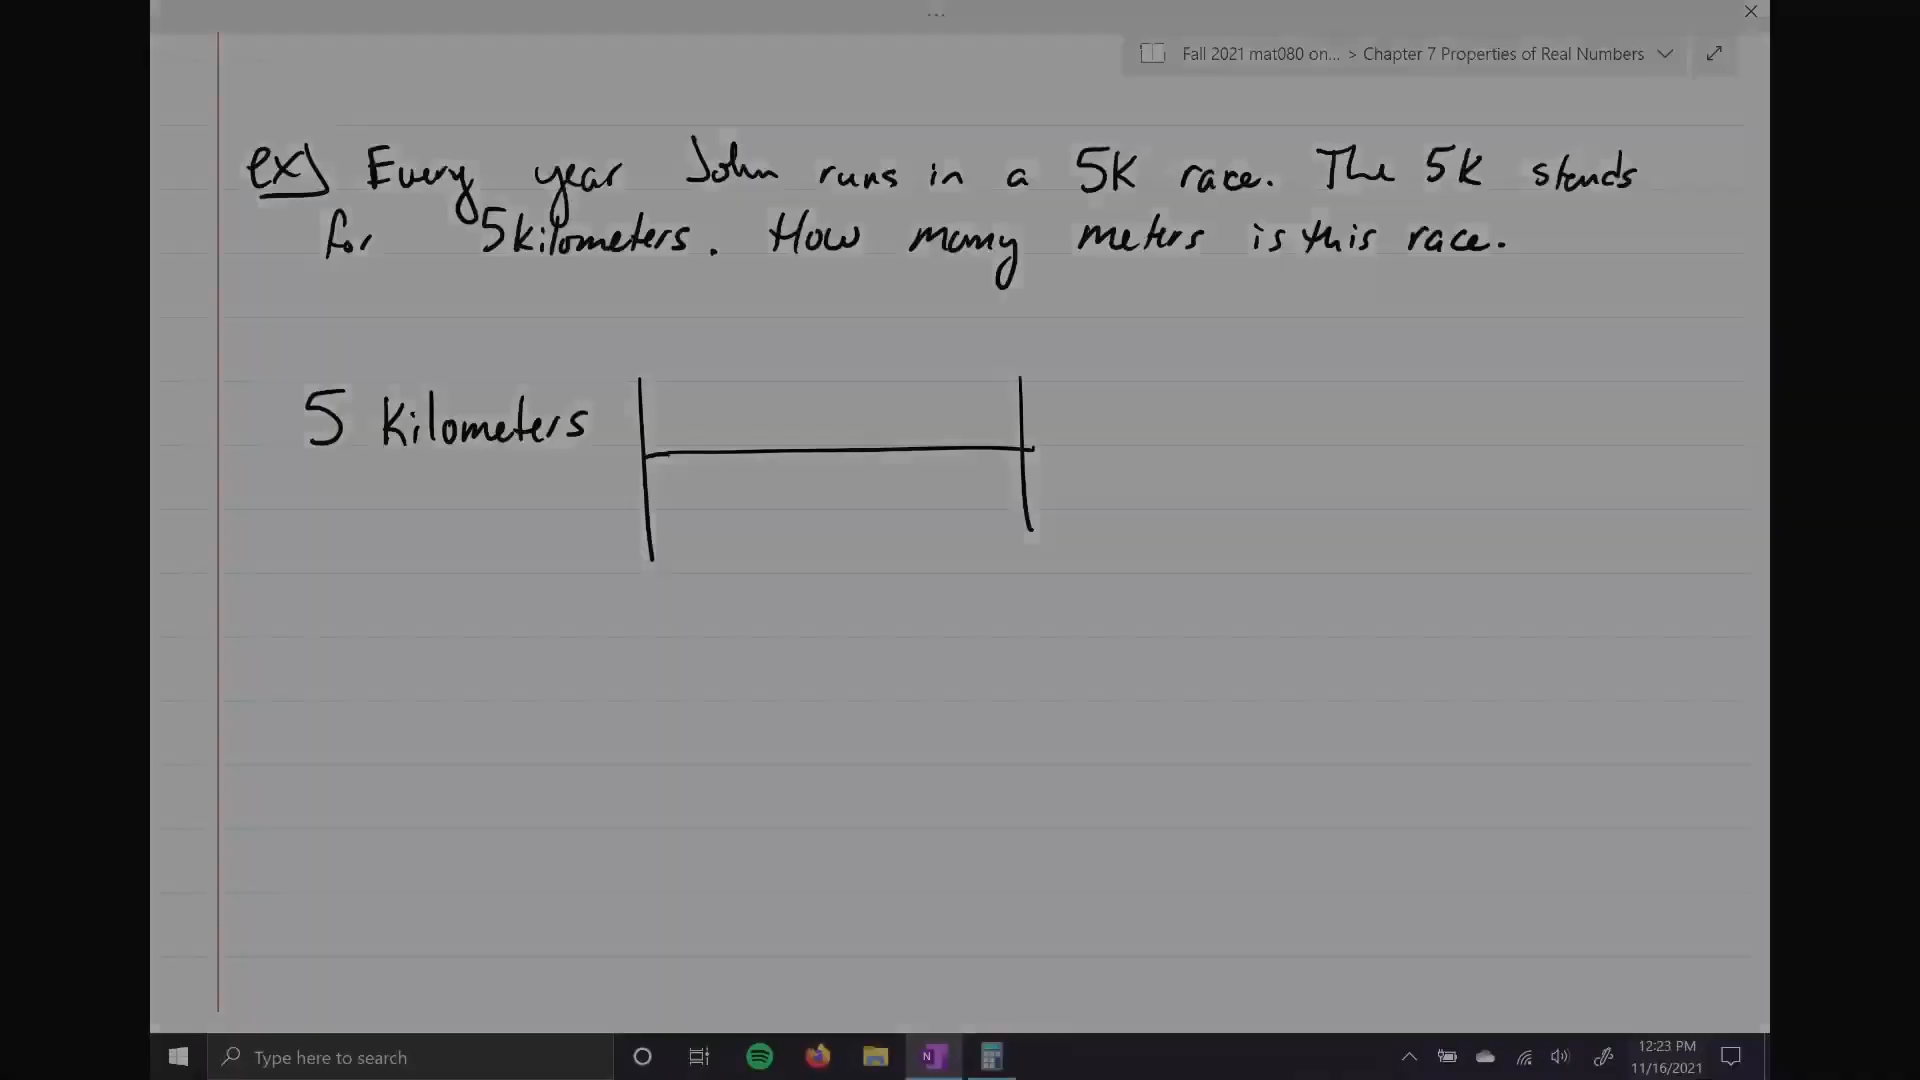 Fall 2021 mat080 on... > Chapter 7 Properties of Real Numbers
ex) Every year John runs in a 5K race. The 5K stands
for 5 kilometers. How many meters is this race.
5 Kilometers
Type here to search
N
12:23 PM
11/16/2021